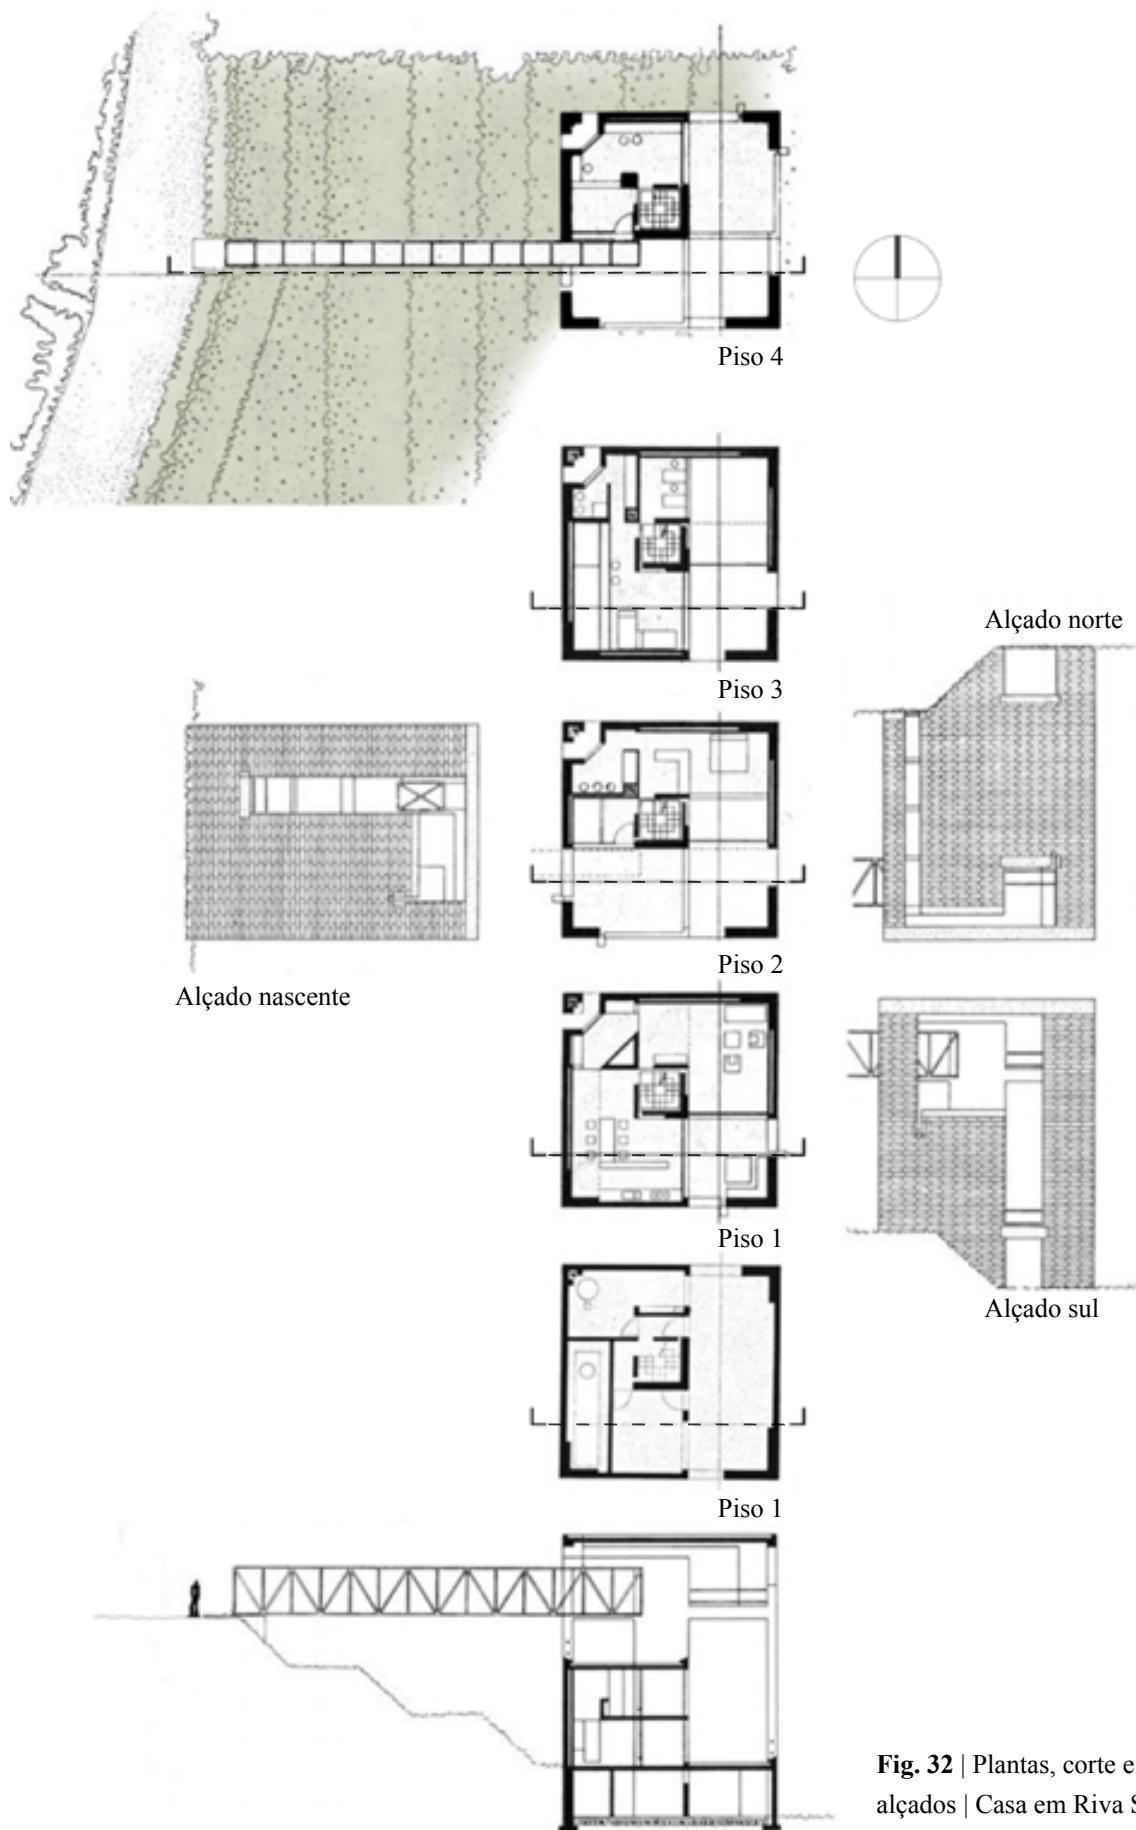 Piso 4
Alçado norte
Piso 3
Piso 2
Alçado nascente
Piso 1
Alçado sul
Piso 1
Fig. 32 | Plantas, corte e
alçados | Casa em Riva S